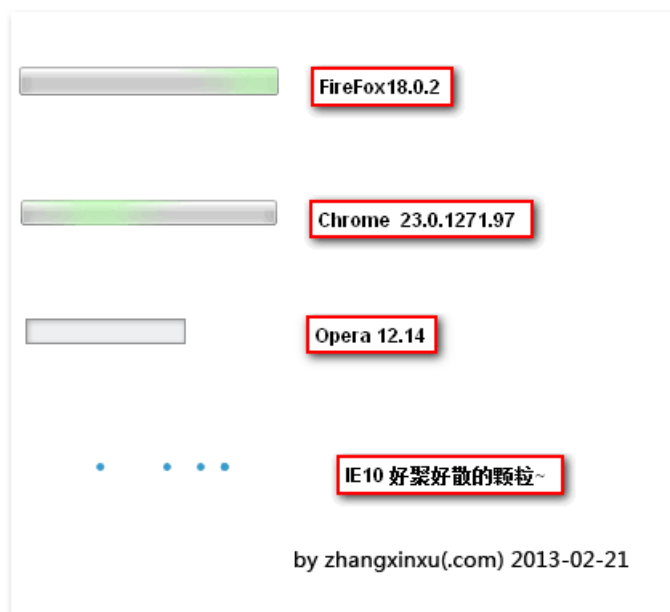 FireFox18.0.2
Chrome  23.0.1271.97
Opera 12.14
IE10 好聚好散的颗粒~
by zhangxinxu(.com) 2013-02-21